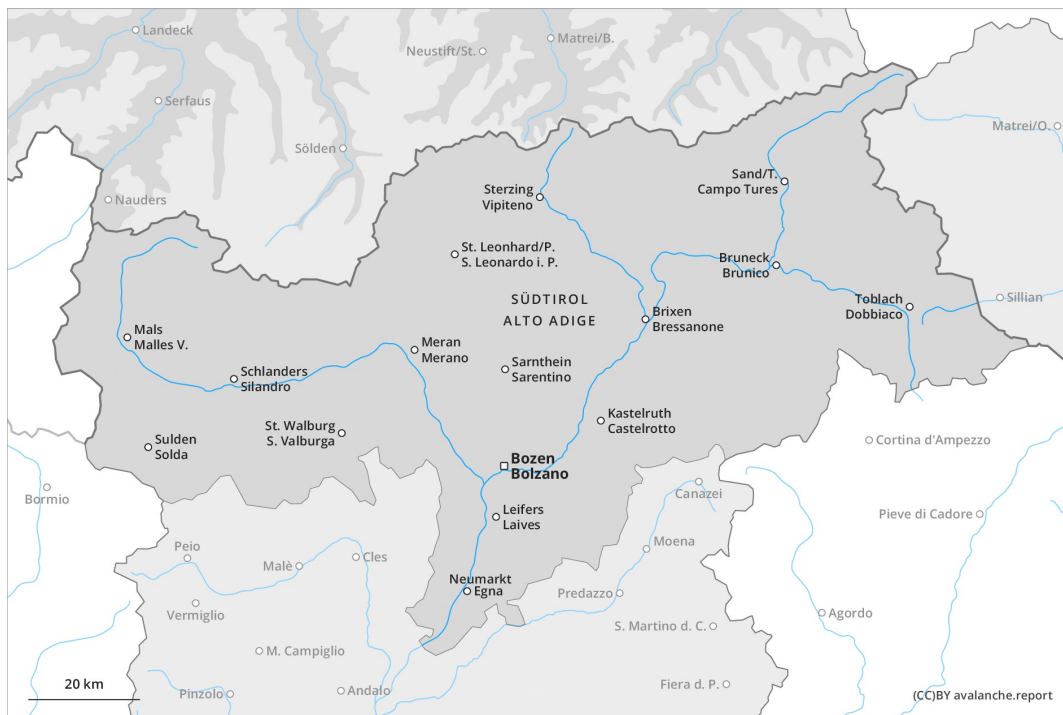 Landeck
Neustift/St.
Matrei/B.
Serfaus
Matrei/O.
Sölden
Sand/T.
Campo Tures
Sterzing
Vipiteno
Nauders
St. Leonhard/P.
S. Leonardo i. P.
Bruneck
Brunico
SÜDTIROL
ALTO ADIGE
Toblach
Dobbiaco
Sillian
Brixen
Bressanone
Mals
Malles V.
Meran
Merano
Sarnthein
Sarentino
Schlanders
Silandro
Kastelruth
Castelrotto
St. Walburg
S. Valburga
Sulden
Solda
Cortina d'Ampezzo
Bozen
Bolzano
Bormio
Canazei
Leifers
Laives
Pieve di Cadore
Peio
Moena
Malè
Cles
Neumarkt
Egna
Predazzo
Vermiglio
Agordo
S. Martino d. C.
M. Campiglio
20 km
Pinzolo
Andalo
Fiera d. P.
(CC)BY avalanche.report